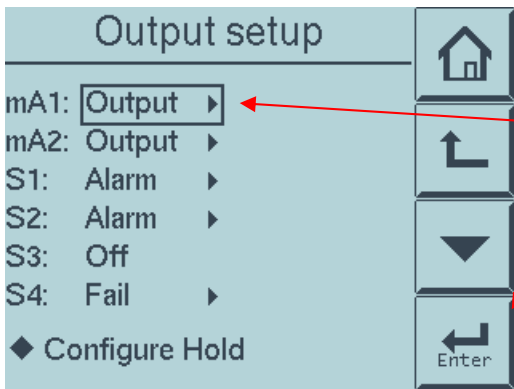 Output setup
mA1: Output ▸
mA2: Output ▸
S1: Alarm ▸
S2: Alarm ▸
S3: Off
S4: Fail ▸
◆ Configure Hold
Enter